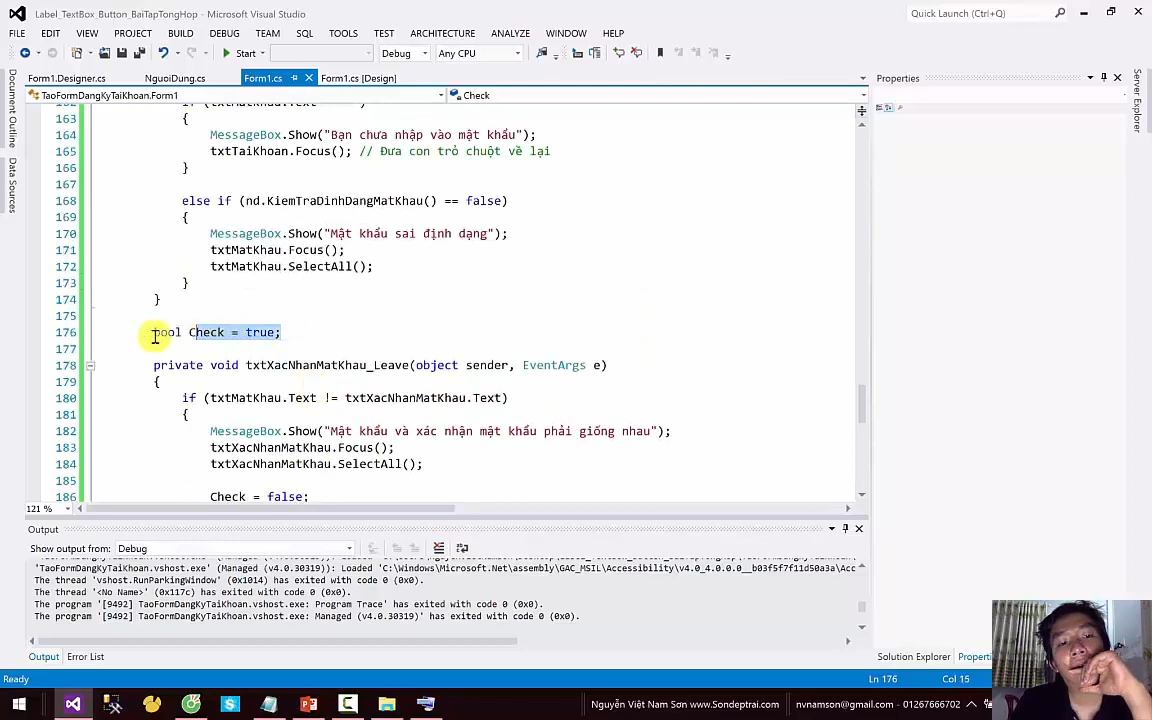 Label_TextBox_Button_BaiTapTongHop - Microsoft Visual Studio
Quick Launch (Ctrl+Q)
FILE EDIT VIEW PROJECT BUILD DEBUG TEAM SQL TOOLS TEST ARCHITECTURE ANALYZE WINDOW HELP
Start Debug Any CPU
Form1.Designer.cs NguoiDung.cs Form1.cs Form1.cs [Design]
TaoFormDangKyTaiKhoan.Form1 Check
Document Outline
Data Sources
163 {
164 MessageBox.Show("Bạn chưa nhập vào mật khẩu");
165 txtTaiKhoan.Focus(); // Đưa con trỏ chuột về lại
166 }
167
168 else if (nd.KiemTraDinhDangMatKhau() == false)
169 {
170 MessageBox.Show("Mật khẩu sai định dạng");
171 txtMatKhau.Focus();
172 txtMatKhau.SelectAll();
173 }
174 }
175
176 bool Check = true;
177
178 private void txtXacNhanMatKhau_Leave(object sender, EventArgs e)
179 {
180 if (txtMatKhau.Text != txtXacNhanMatKhau.Text)
181 {
182 MessageBox.Show("Mật khẩu và xác nhận mật khẩu phải giống nhau");
183 txtXacNhanMatKhau.Focus();
184 txtXacNhanMatKhau.SelectAll();
185
186 Check = false;
121 %
Output
Show output from: Debug
The thread 'vshost.RunParkingWindow' (0x1014) has exited with code 0 (0x0).
The thread '<No Name>' (0x117c) has exited with code 0 (0x0).
The program '[9492] TaoFormDangKyTaiKhoan.vshost.exe: Program Trace' has exited with code 0 (0x0).
The program '[9492] TaoFormDangKyTaiKhoan.vshost.exe: Managed (v4.0.30319)' has exited with code 0 (0x0).
Output Error List
Properties
Server Explorer
Solution Explorer
Ready Ln 176 Col 15
Nguyễn Việt Nam Sơn www.Sondeptrai.com nvnamson@gmail.com - 01267666702